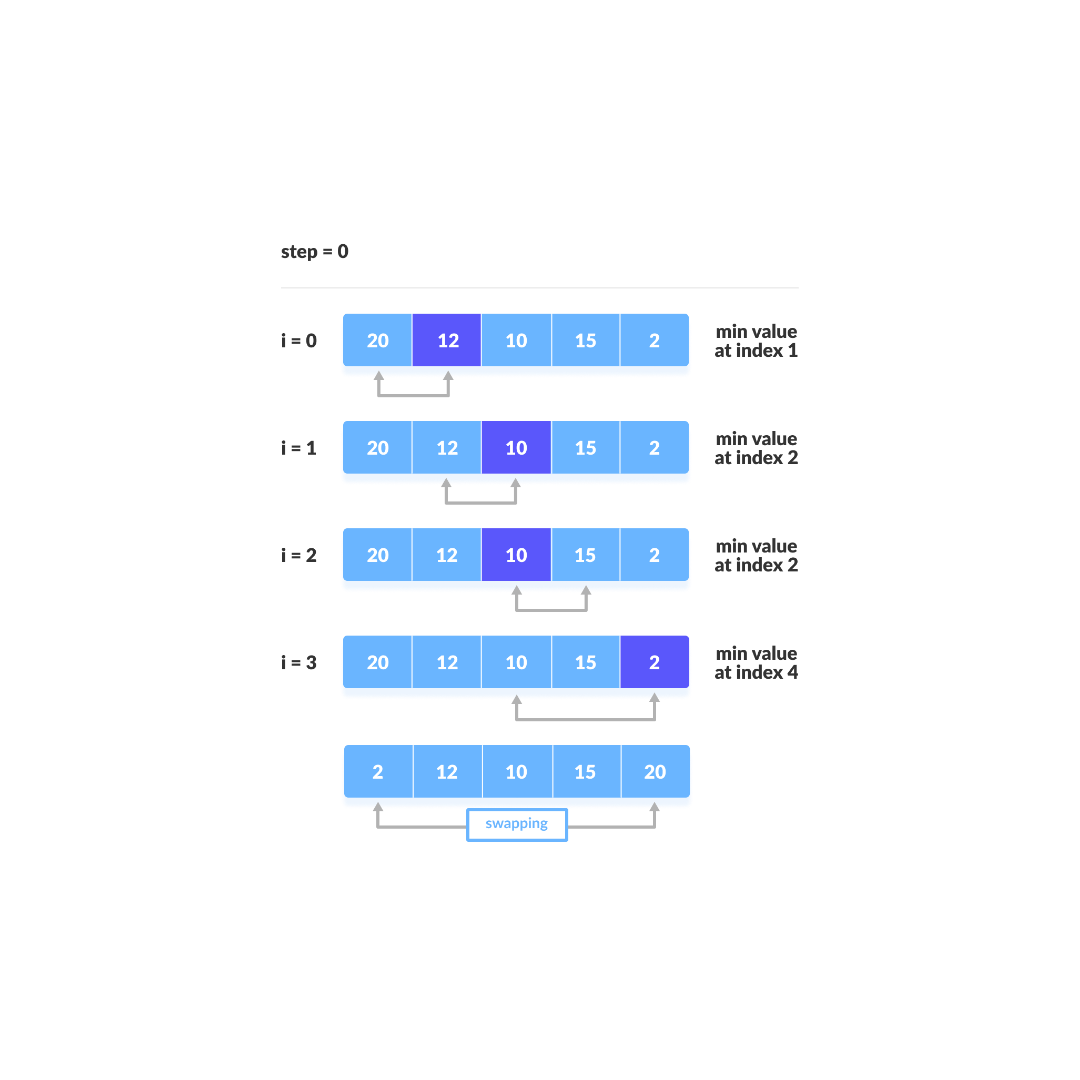 step = 0
i = 0 20 12 10 15 2 min value
at index 1
i = 1 20 12 10 15 2 min value
at index 2
i = 2 20 12 10 15 2 min value
at index 2
i = 3 20 12 10 15 2 min value
at index 4
2 12 10 15 20
swapping